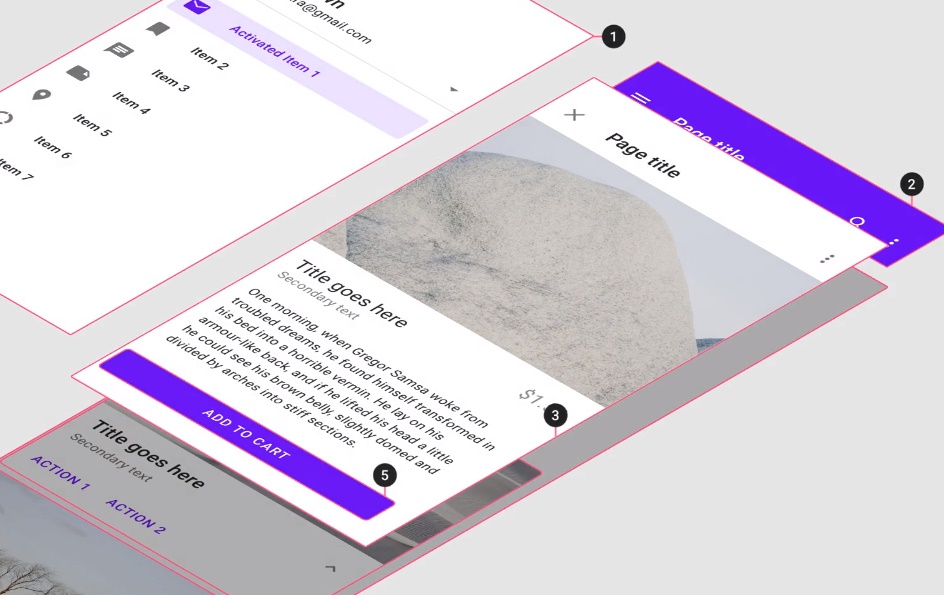 @gmail.com
Activated Item 1
Item 2
Item 3
Item 4
Item 5
Item 6
Item 7
1
Page title
2
Page title
Title goes here
Secondary text
One morning, when Gregor Samsa woke from
troubled dreams, he found himself transformed in
his bed into a horrible vermin. He lay on his
armour-like back, and if he lifted his head a little
he could see his brown belly, slightly domed and
divided by arches into stiff sections.
$1.
3
ADD TO CART
5
Title goes here
Secondary text
ACTION 1
ACTION 2